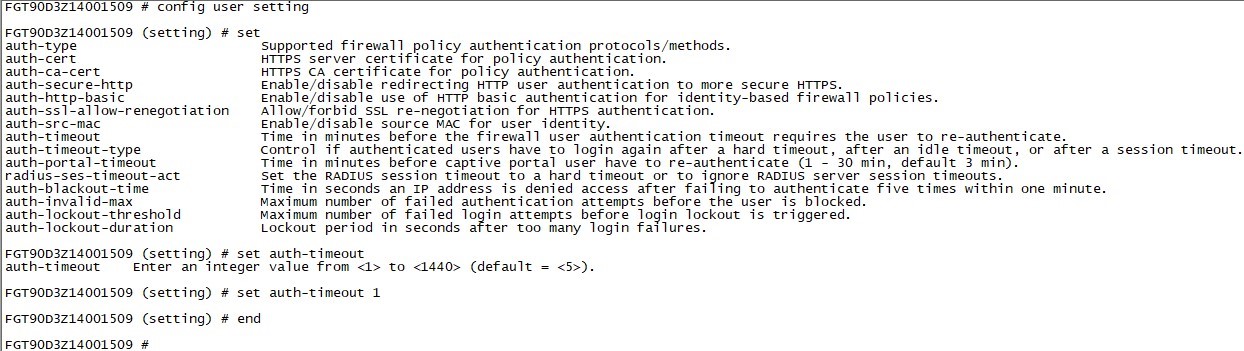 FGT90D3Z14001509 # config user setting
FGT90D3Z14001509 (setting) # set
auth-type Supported firewall policy authentication protocols/methods.
auth-cert HTTPS server certificate for policy authentication.
auth-ca-cert HTTPS CA certificate for policy authentication.
auth-secure-http Enable/disable redirecting HTTP user authentication to more secure HTTPS.
auth-http-basic Enable/disable use of HTTP basic authentication for identity-based firewall policies.
auth-ssl-allow-renegotiation Allow/forbid SSL re-negotiation for HTTPS authentication.
auth-src-mac Enable/disable source MAC for user identity.
auth-timeout Time in minutes before the firewall user authentication timeout requires the user to re-authenticate.
auth-timeout-type Control if authenticated users have to login again after a hard timeout, after an idle timeout, or after a session timeout.
auth-portal-timeout Time in minutes before captive portal user have to re-authenticate (1 - 30 min, default 3 min).
radius-ses-timeout-act Set the RADIUS session timeout to a hard timeout or to ignore RADIUS server session timeouts.
auth-blackout-time Time in seconds an IP address is denied access after failing to authenticate five times within one minute.
auth-invalid-max Maximum number of failed authentication attempts before the user is blocked.
auth-lockout-threshold Maximum number of failed login attempts before login lockout is triggered.
auth-lockout-duration Lockout period in seconds after too many login failures.
FGT90D3Z14001509 (setting) # set auth-timeout
auth-timeout Enter an integer value from <1> to <1440> (default = <5>).
FGT90D3Z14001509 (setting) # set auth-timeout 1
FGT90D3Z14001509 (setting) # end
FGT90D3Z14001509 #